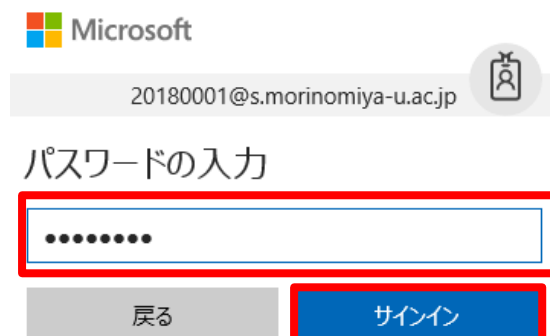 Microsoft
20180001@s.morinomiya-u.ac.jp
パスワードの入力
••••••••
戻る
サインイン